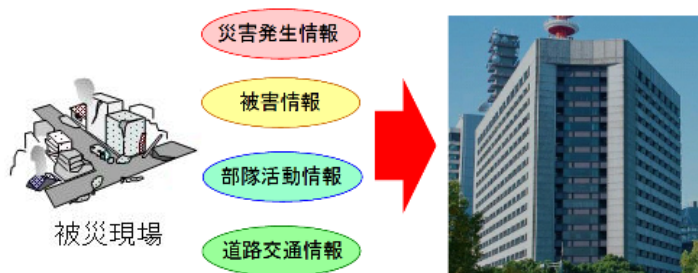 災害発生情報
被害情報
部隊活動情報
道路交通情報
被災現場